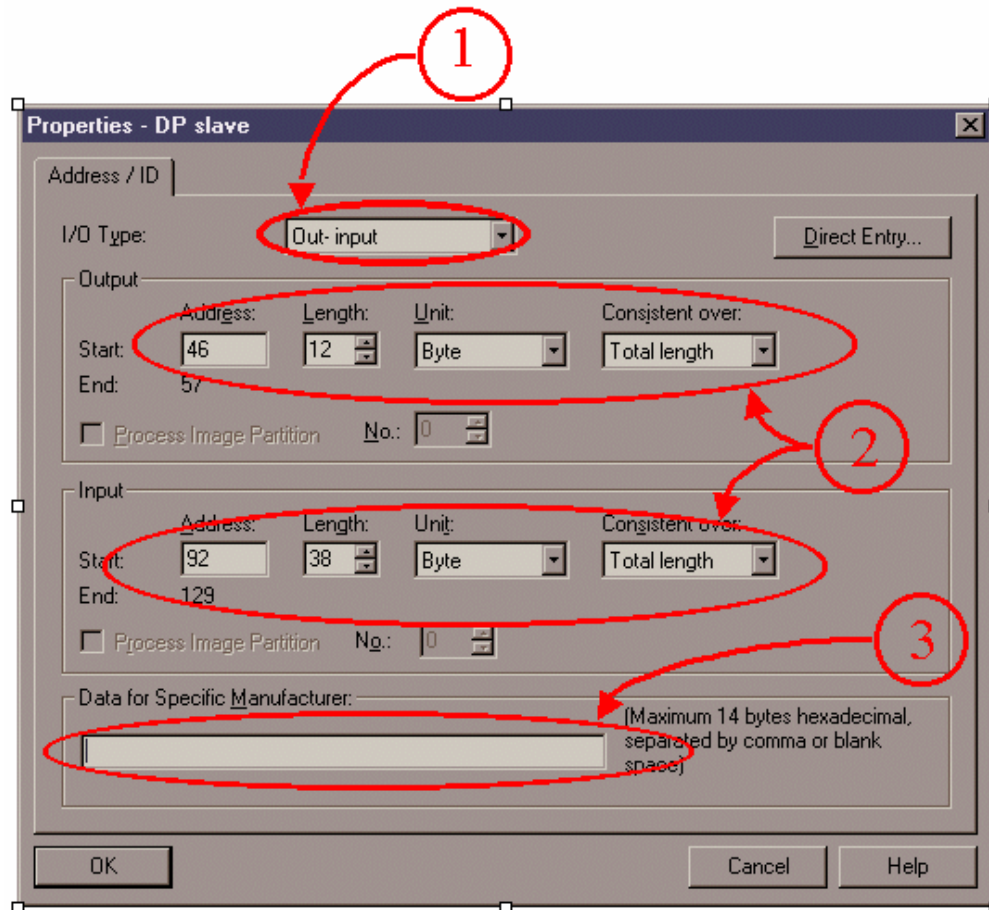 1
Properties - DP slave
Address / ID
I/O Type: Out- input Direct Entry...
Output
Address: Length: Unit: Consistent over:
Start: 46 12 Byte Total length
End: 57
Process Image Partition No.: 0
2
Input
Address: Length: Unit: Consistent over:
Start: 92 38 Byte Total length
End: 129
Process Image Partition No.: 0
3
Data for Specific Manufacturer:
(Maximum 14 bytes hexadecimal,
separated by comma or blank
space)
OK Cancel Help